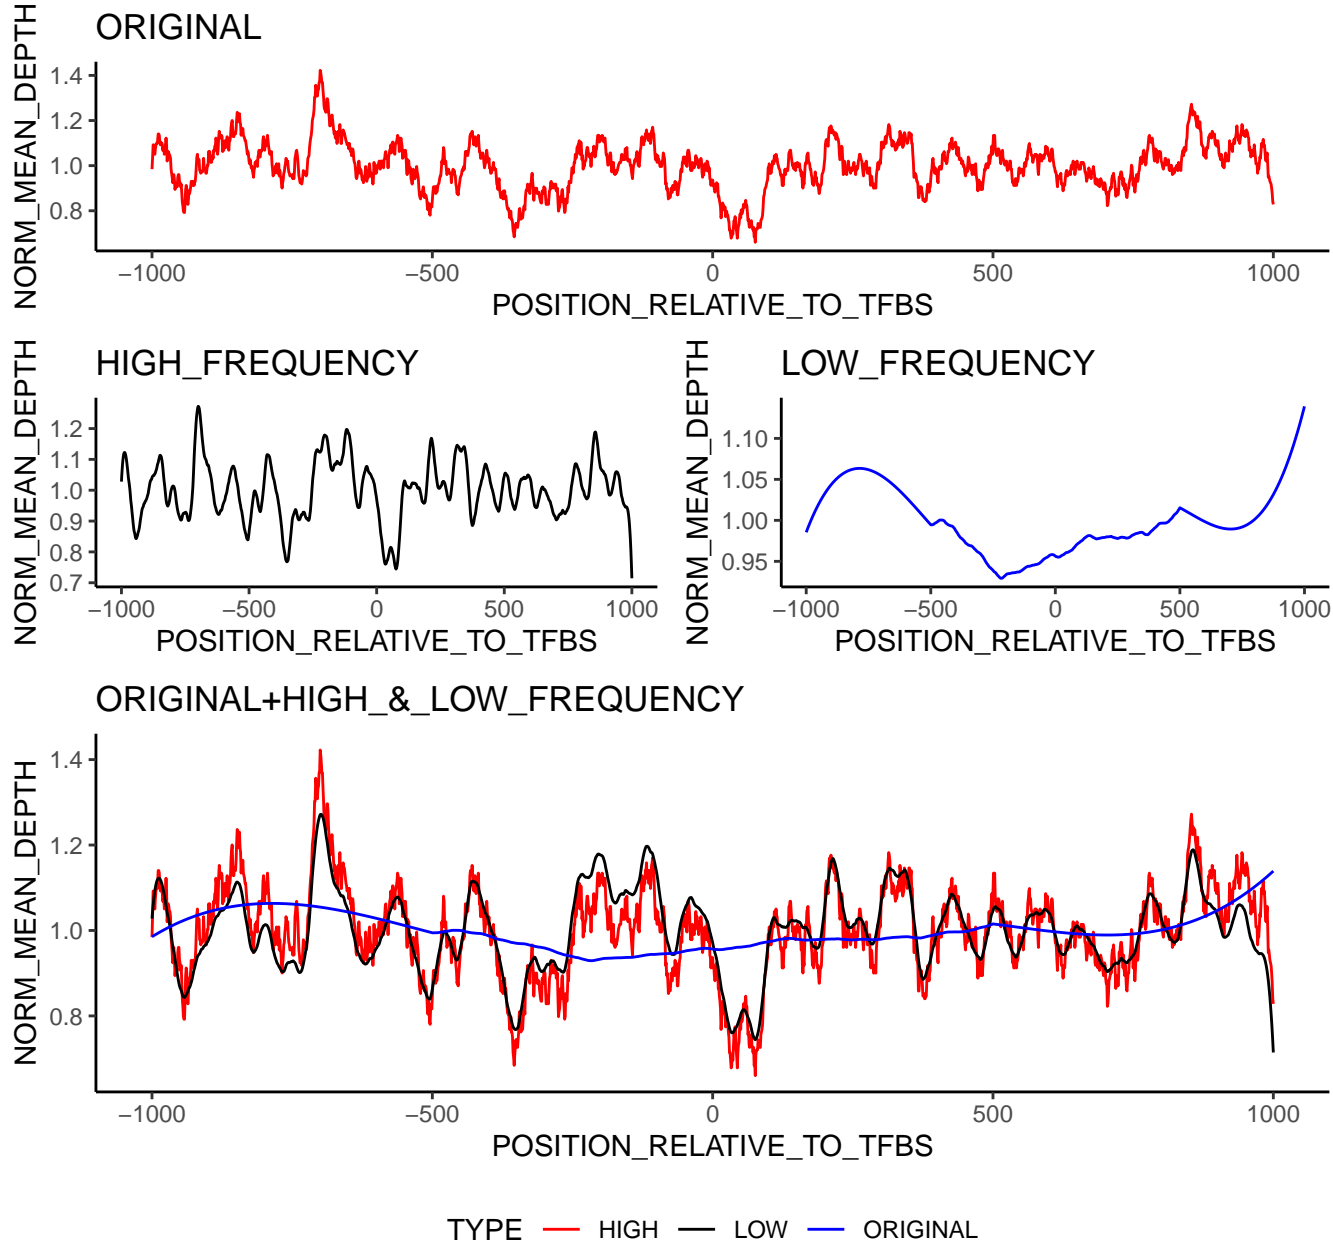 ORIGINAL
NORM_MEAN_DEPTH
1.4
1.2
1.0
0.8
−1000 −500 0 500 1000
POSITION_RELATIVE_TO_TFBS
HIGH_FREQUENCY
NORM_MEAN_DEPTH
1.2
1.1
1.0
0.9
0.8
0.7
−1000 −500 0 500 1000
POSITION_RELATIVE_TO_TFBS
LOW_FREQUENCY
NORM_MEAN_DEPTH
1.10
1.05
1.00
0.95
−1000 −500 0 500 1000
POSITION_RELATIVE_TO_TFBS
ORIGINAL+HIGH_&_LOW_FREQUENCY
NORM_MEAN_DEPTH
1.4
1.2
1.0
0.8
−1000 −500 0 500 1000
POSITION_RELATIVE_TO_TFBS
TYPE HIGH LOW ORIGINAL